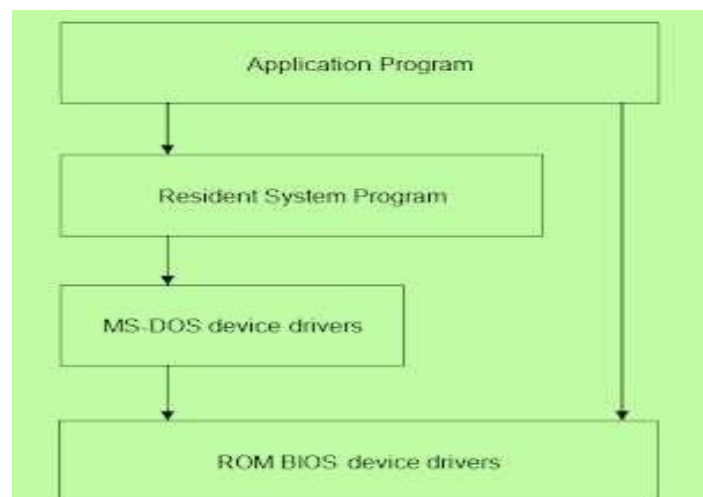 Application Program
Resident System Program
MS-DOS device drivers
ROM BIOS device drivers